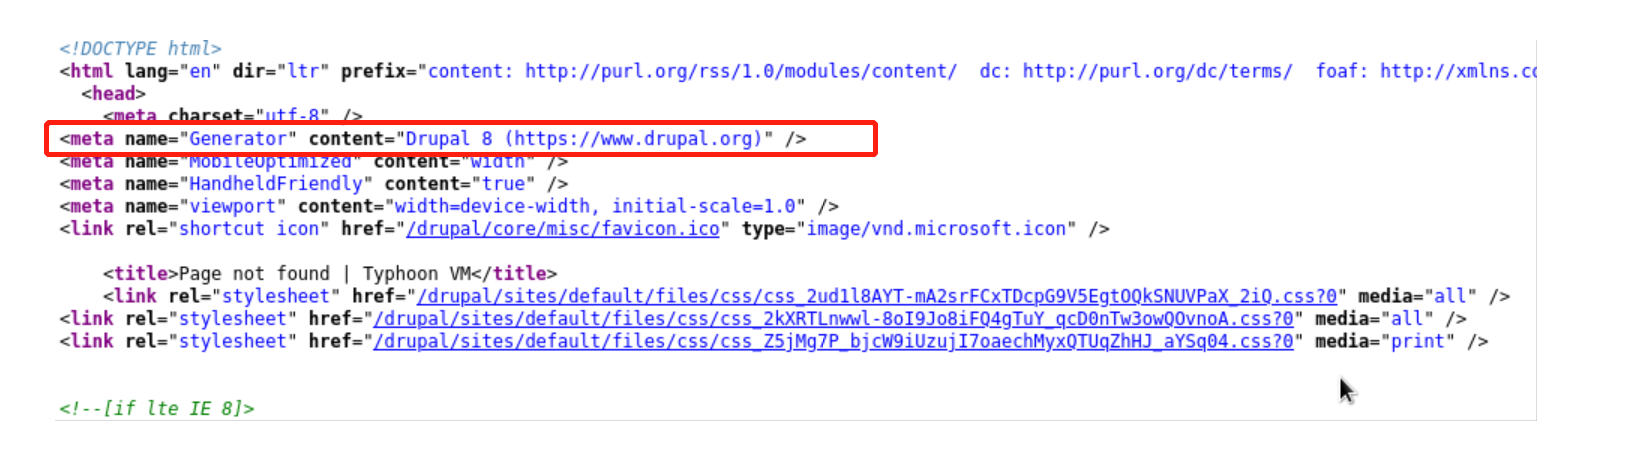 <!DOCTYPE html>
<html lang="en" dir="ltr" prefix="content: http://purl.org/rss/1.0/modules/content/  dc: http://purl.org/dc/terms/  foaf: http://xmlns.co
<head>
<meta charset="utf-8" />
<meta name="Generator" content="Drupal 8 (https://www.drupal.org)" />
<meta name="MobileOptimized" content="width" />
<meta name="HandheldFriendly" content="true" />
<meta name="viewport" content="width=device-width, initial-scale=1.0" />
<link rel="shortcut icon" href="/drupal/core/misc/favicon.ico" type="image/vnd.microsoft.icon" />
<title>Page not found | Typhoon VM</title>
<link rel="stylesheet" href="/drupal/sites/default/files/css/css_2ud1l8AYT-mA2srFCxTDcpG9V5EgtOQkSNUVPaX_2iQ.css?0" media="all" />
<link rel="stylesheet" href="/drupal/sites/default/files/css/css_2kXRTLnwwl-8oI9Jo8iFQ4gTuY_qcD0nTw3owQOvnoA.css?0" media="all" />
<link rel="stylesheet" href="/drupal/sites/default/files/css/css_Z5jMg7P_bjcW9iUzujI7oaechMyxQTUqZhHJ_aYSq04.css?0" media="print" />
<!--[if lte IE 8]>